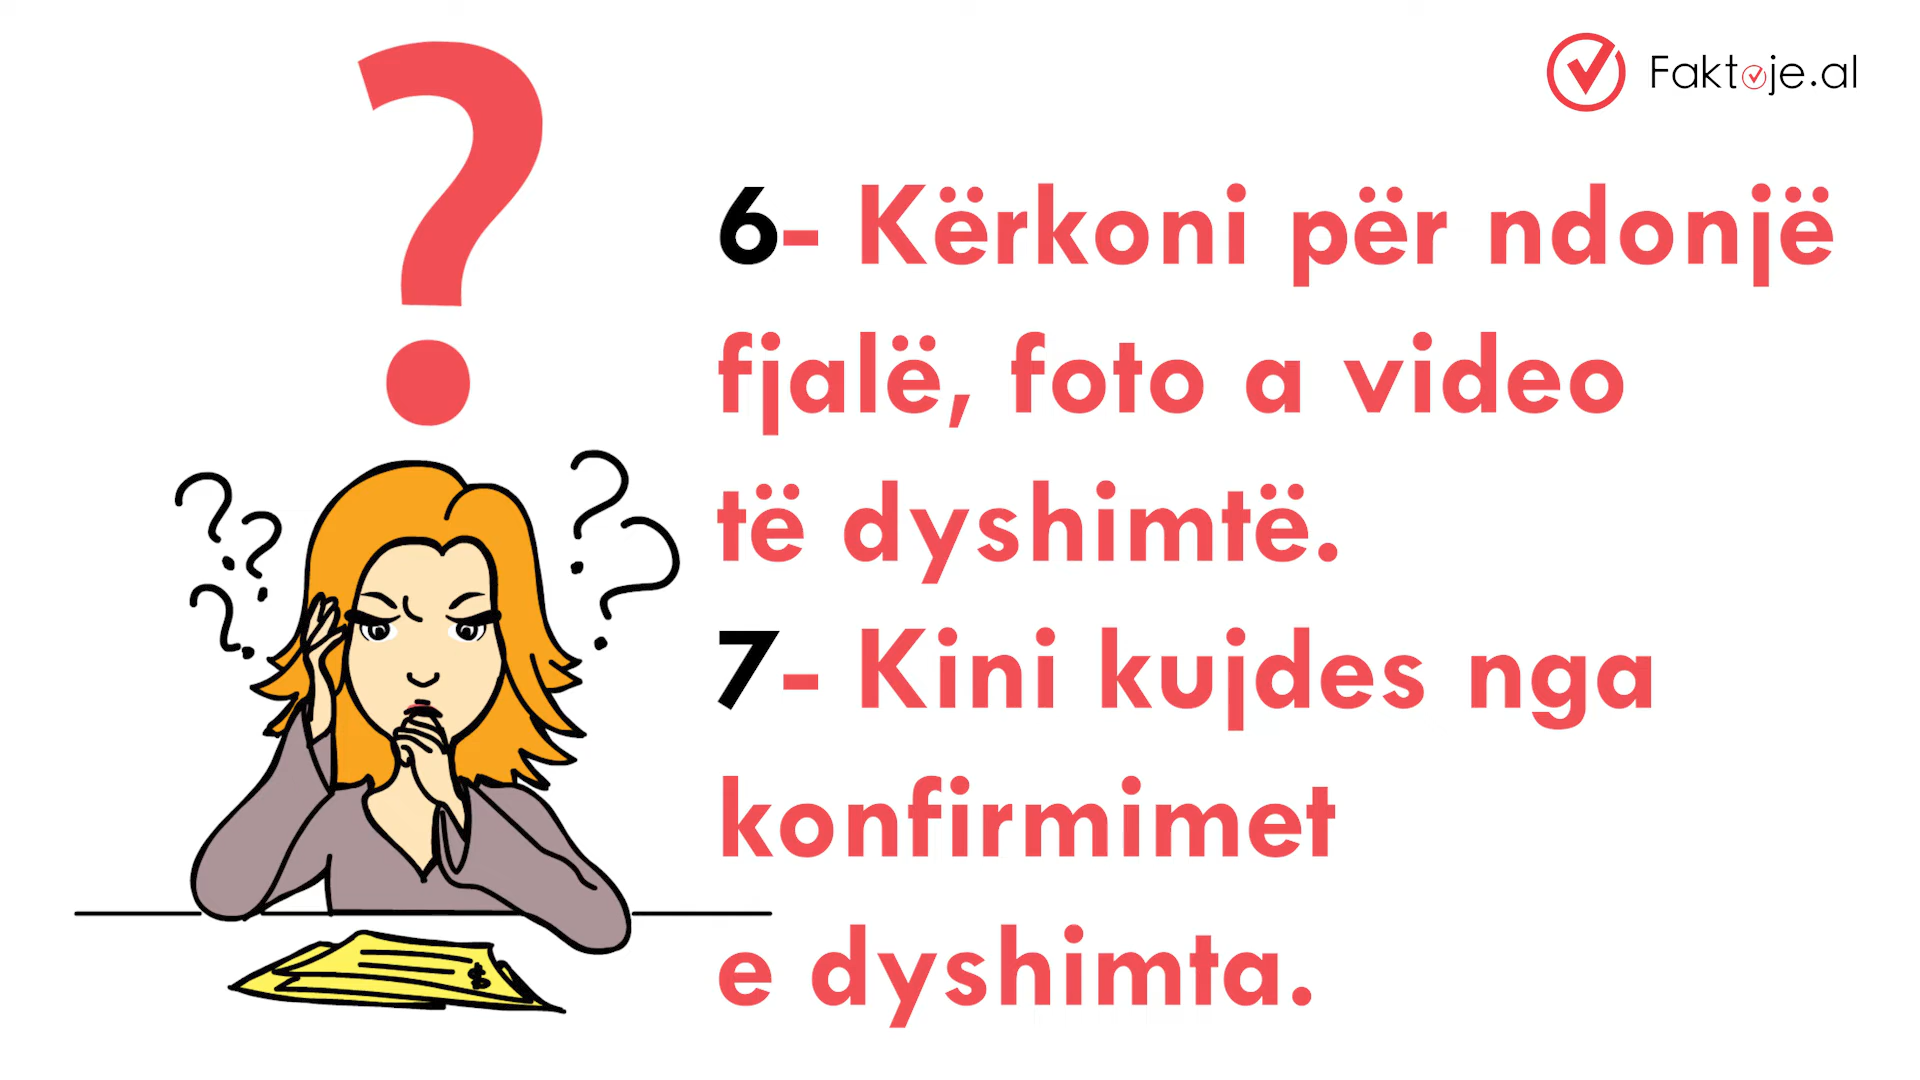 Faktoje.al
6- Kërkoni për ndonjë
fjalë, foto a video
të dyshimtë.
7- Kini kujdes nga
konfirmimet
e dyshimta.